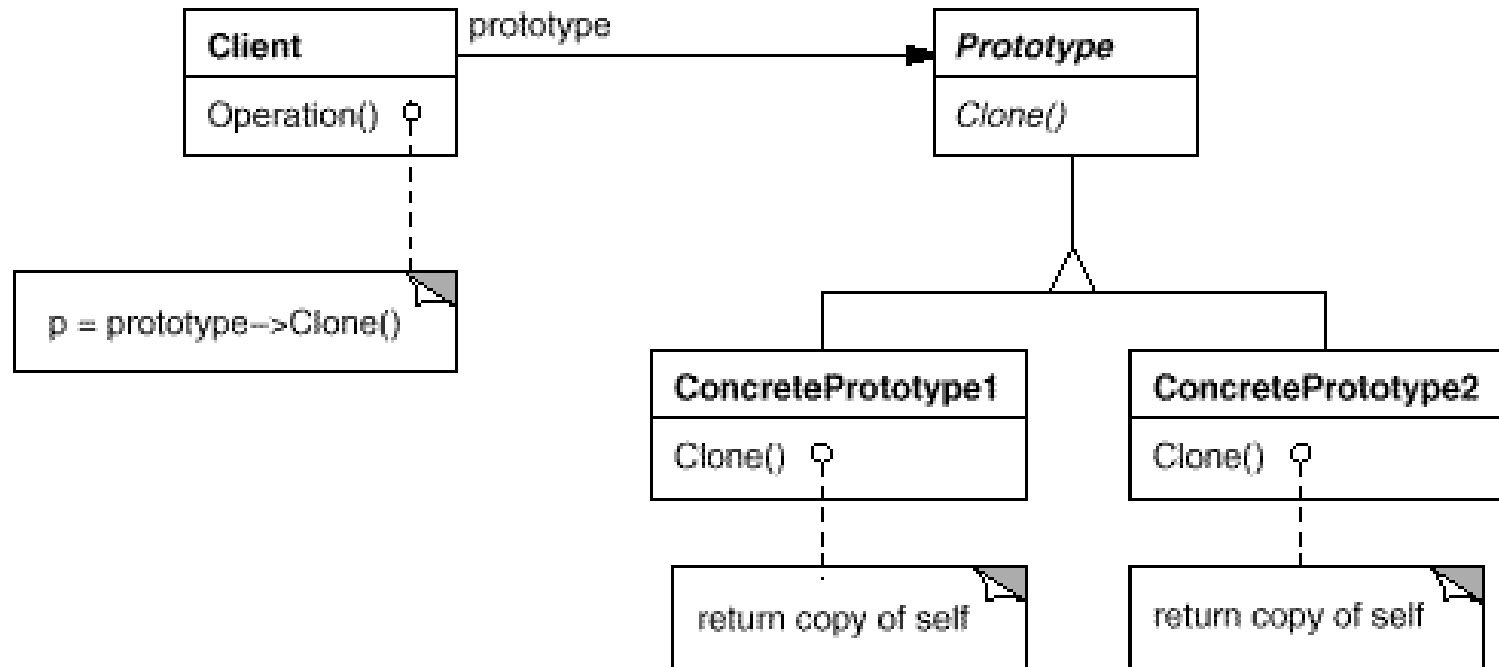 Client
prototype
Prototype
Operation()
Clone()
p = prototype–>Clone()
ConcretePrototype1
ConcretePrototype2
Clone()
Clone()
return copy of self
return copy of self